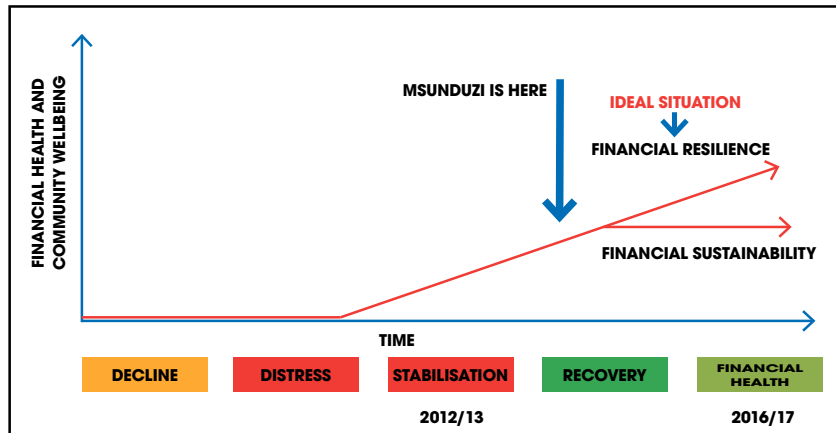 FINANCIAL HEALTH AND
COMMUNITY WELLBEING
MSUNDUZI IS HERE
IDEAL SITUATION
FINANCIAL RESILIENCE
FINANCIAL SUSTAINABILITY
TIME
DECLINE
DISTRESS
STABILISATION
RECOVERY
FINANCIAL
HEALTH
2012/13
2016/17